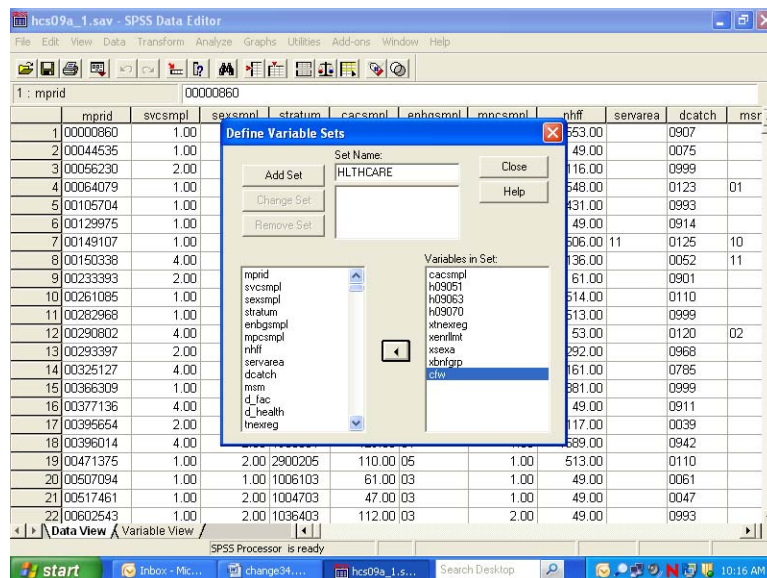 hcs09a_1.sav - SPSS Data Editor
File Edit View Data Transform Analyze Graphs Utilities Add-ons Window Help
1 : mprid 00000860
mprid svcsmpl sexsmpl stratum cacsmpl enbgsmpl mpcsmpl nhff servarea dcatch msm
1 00000860 1.00 553.00 0907
2 00044535 1.00 49.00 0075
3 00056230 2.00 116.00 0999
4 00064079 1.00 548.00 0123 01
5 00105704 1.00 431.00 0993
6 00129975 1.00 49.00 0914
7 00149107 1.00 506.00 11 0125 10
8 00150338 4.00 136.00 0052 11
9 00233393 2.00 61.00 0901
10 00261085 1.00 514.00 0110
11 00282968 1.00 513.00 0999
12 00290802 4.00 53.00 0120 02
13 00293397 2.00 292.00 0968
14 00325127 4.00 161.00 0785
15 00366309 1.00 381.00 0999
16 00377136 4.00 49.00 0911
17 00395654 2.00 117.00 0039
18 00396014 4.00 589.00 0942
19 00471375 1.00 2.00 2900205 110.00 05 1.00 513.00 0110
20 00507094 1.00 1.00 1006103 61.00 03 1.00 49.00 0061
21 00517461 1.00 2.00 1004703 47.00 03 1.00 49.00 0047
22 00602543 1.00 2.00 1036403 112.00 03 2.00 49.00 0993
Define Variable Sets
Set Name:
Add Set
HLTHCARE
Close
Change Set
Help
Remove Set
Variables in Set:
mprid
svcsmpl
sexsmpl
stratum
enbgsmpl
mpcsmpl
nhff
servarea
dcatch
msm
d_fac
d_health
tnexreg
cacsmpl
h09051
h09063
h09070
xtnexreg
xenrllmt
xsexa
xbnfgrp
cfw
Data View Variable View
SPSS Processor is ready
start Inbox - Mic... change34.... hcs09a_1.s... Search Desktop 10:16 AM